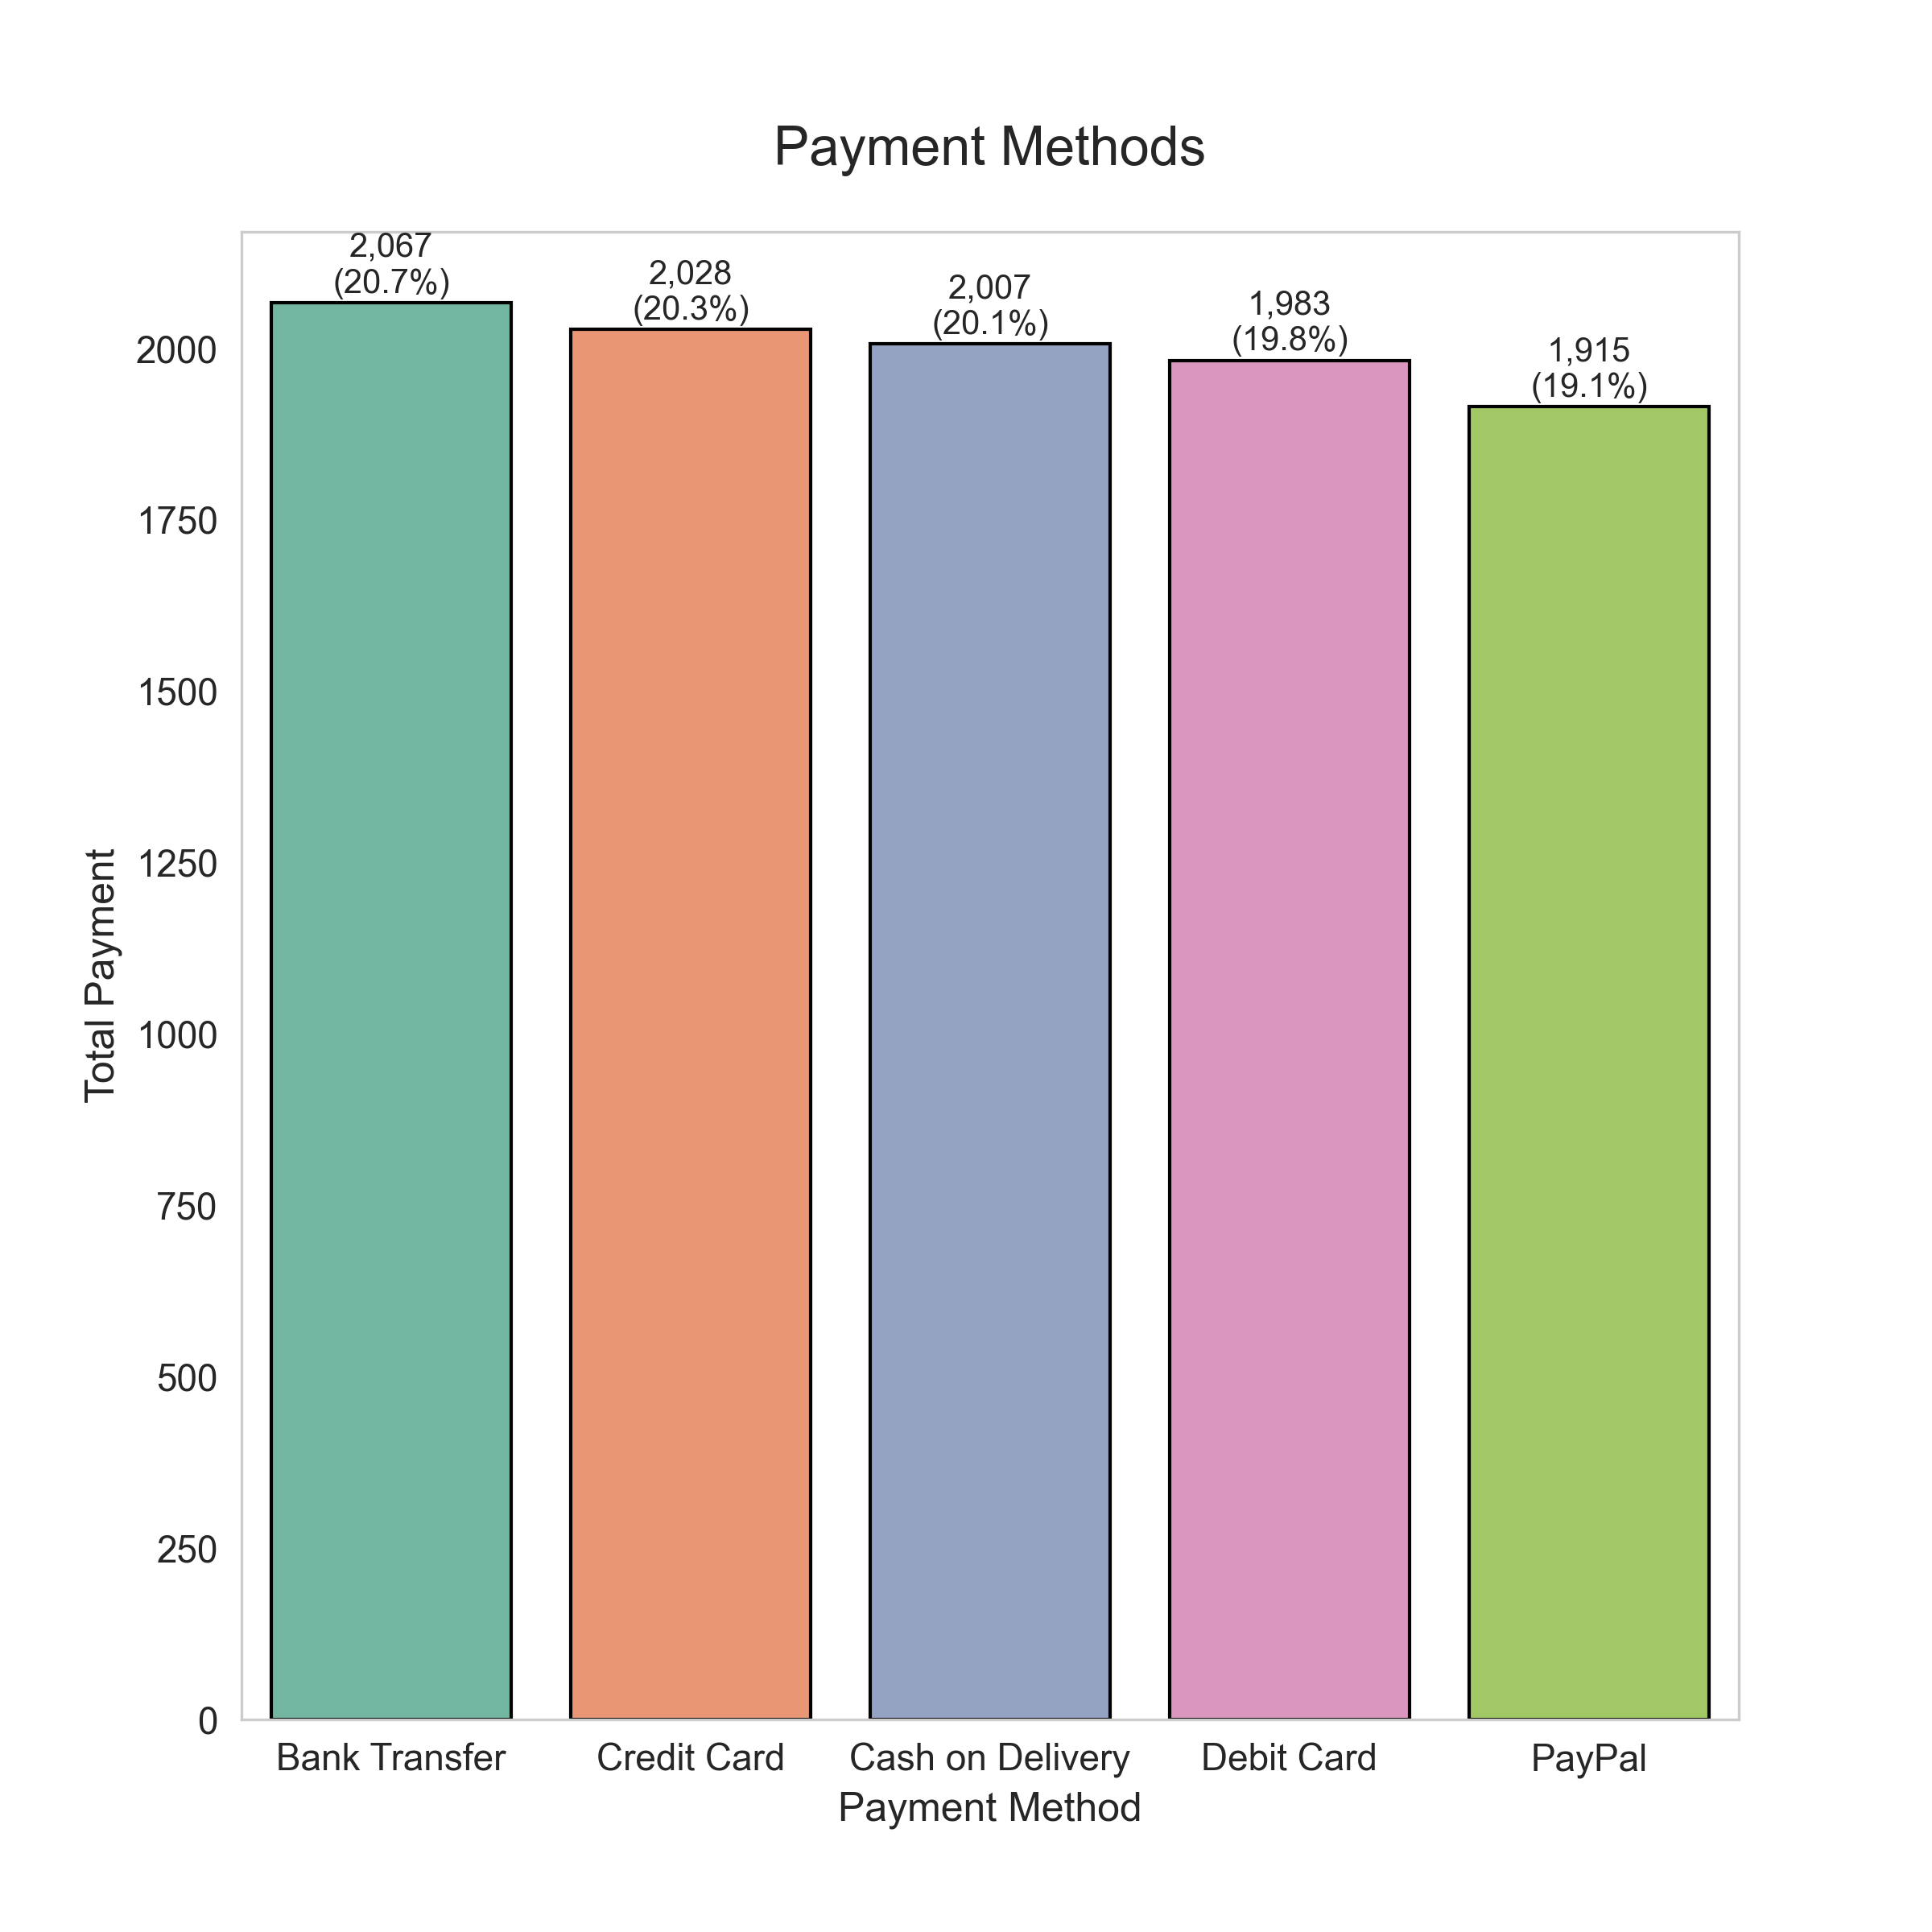 Payment Methods
2,067
(20.7%)
2,028
(20.3%)
2,007
(20.1%)
1,983
(19.8%)
1,915
(19.1%)
2000
1750
1500
1250
1000
750
500
250
0
Total Payment
Bank Transfer
Credit Card
Cash on Delivery
Debit Card
PayPal
Payment Method